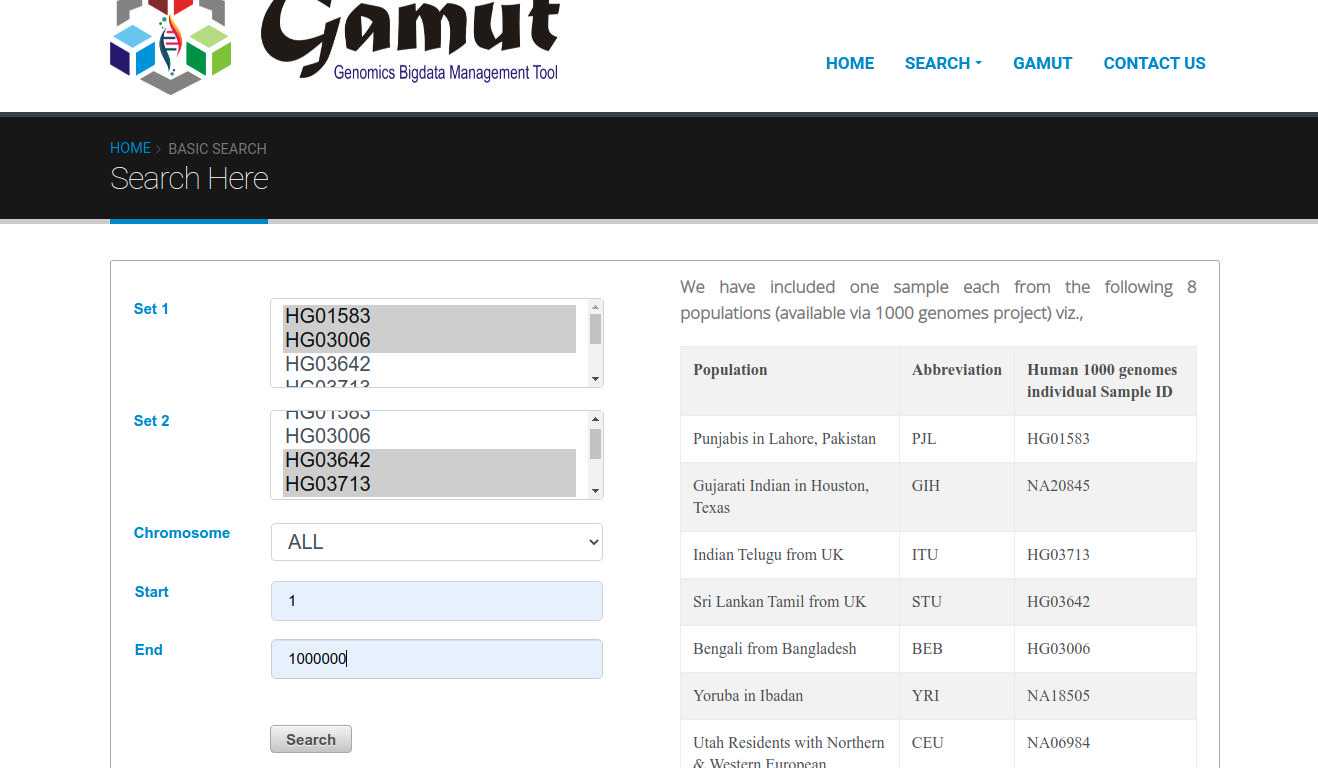 Gamut
Genomics Bigdata Management Tool
HOME SEARCH GAMUT CONTACT US
HOME > BASIC SEARCH
Search Here
Set 1
HG01583
HG03006
HG03642
HG03713
Set 2
HG01583
HG03006
HG03642
HG03713
Chromosome
ALL
Start
1
End
1000000
Search
We have included one sample each from the following 8
populations (available via 1000 genomes project) viz.,
Population Abbreviation Human 1000 genomes
individual Sample ID
Punjabis in Lahore, Pakistan PJL HG01583
Gujarati Indian in Houston, GIH NA20845
Texas
Indian Telugu from UK ITU HG03713
Sri Lankan Tamil from UK STU HG03642
Bengali from Bangladesh BEB HG03006
Yoruba in Ibadan YRI NA18505
Utah Residents with Northern CEU NA06984
& Western European